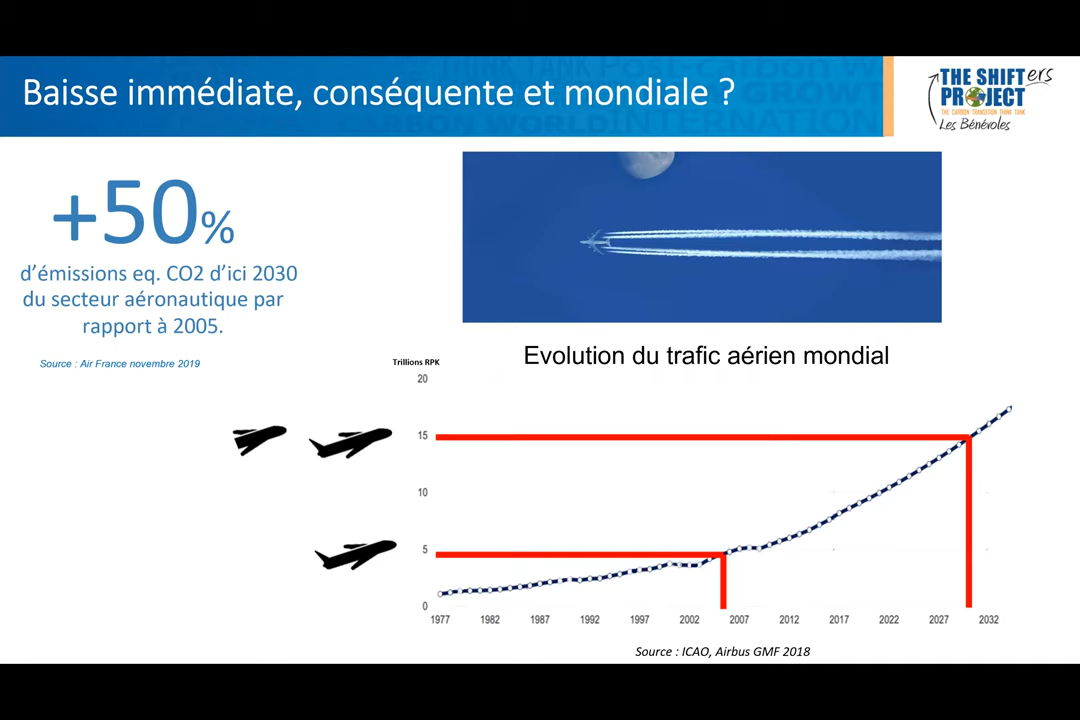 Baisse immédiate, conséquente et mondiale ?
THE SHIFTers
PROJECT
THE CARBON TRANSITION THINK TANK
Les Bénévoles
+50%
d'émissions eq. CO2 d'ici 2030
du secteur aéronautique par
rapport à 2005.
Source : Air France novembre 2019
Evolution du trafic aérien mondial
Trillions RPK
20
15
10
5
0
1977 1982 1987 1992 1997 2002 2007 2012 2017 2022 2027 2032
Source : ICAO, Airbus GMF 2018